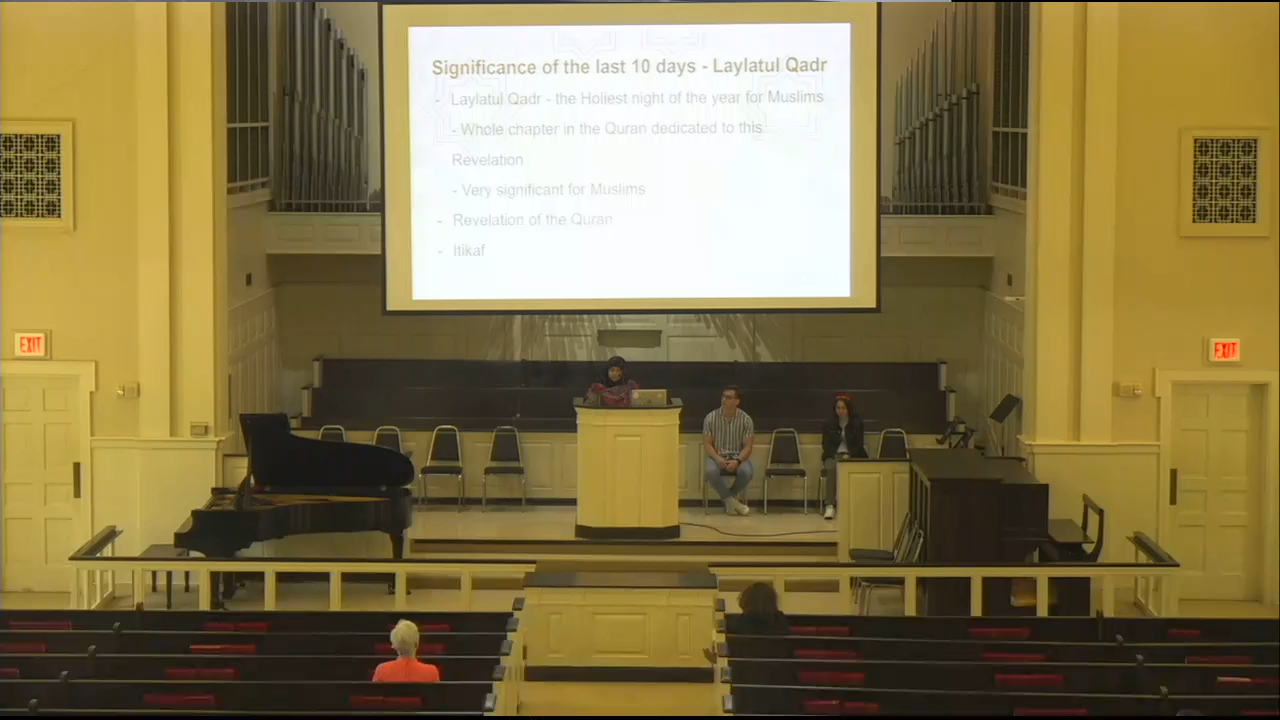 Significance of the last 10 days - Laylatul Qadr
- Laylatul Qadr - the Holiest night of the year for Muslims
- Whole chapter in the Quran dedicated to this
Revelation
- Very significant for Muslims
- Revelation of the Quran
- Itikaf
EXIT
EXIT